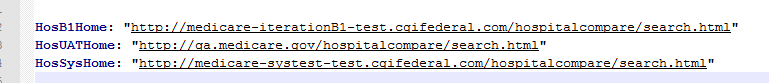 HosB1Home: "http://medicare-iterationB1-test.cgifederal.com/hospitalcompare/search.html"
HosUATHome: "http://qa.medicare.gov/hospitalcompare/search.html"
HosSysHome: "http://medicare-systest-test.cgifederal.com/hospitalcompare/search.html"